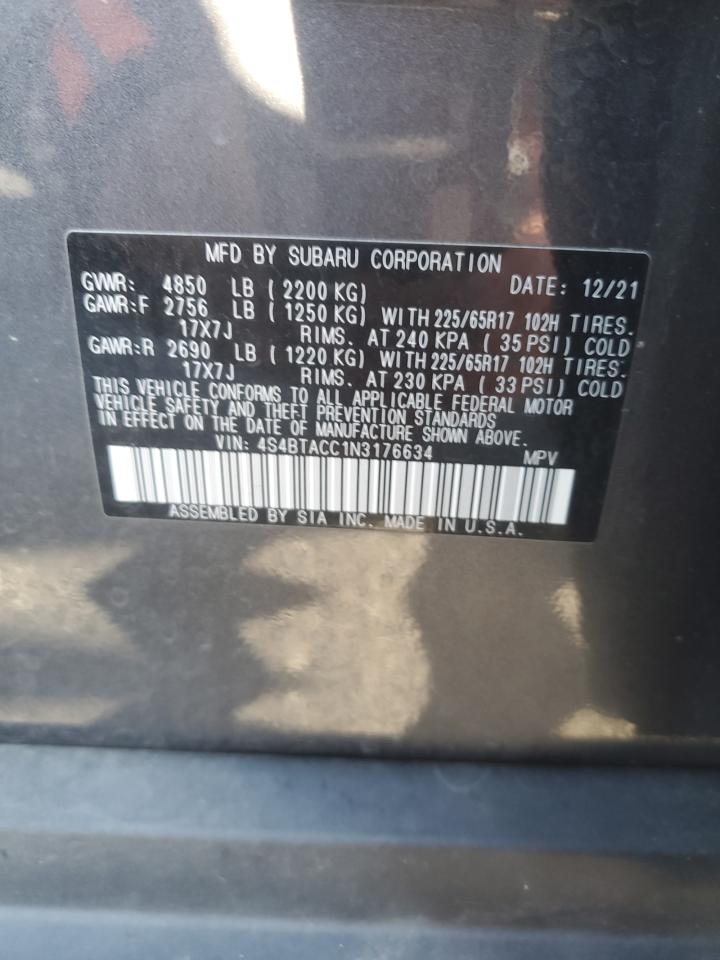 MFD BY SUBARU CORPORATION
GVWR: 4850 LB ( 2200 KG) DATE: 12/21
GAWR:F 2756 LB ( 1250 KG) WITH 225/65R17 102H TIRES.
17X7J RIMS. AT 240 KPA ( 35 PSI) COLD
GAWR:R 2690 LB ( 1220 KG) WITH 225/65R17 102H TIRES.
17X7J RIMS. AT 230 KPA ( 33 PSI) COLD
THIS VEHICLE CONFORMS TO ALL APPLICABLE FEDERAL MOTOR
VEHICLE SAFETY AND THEFT PREVENTION STANDARDS
IN EFFECT ON THE DATE OF MANUFACTURE SHOWN ABOVE.
VIN: 4S4BTACC1N3176634 MPV
ASSEMBLED BY SIA INC. MADE IN U.S.A.